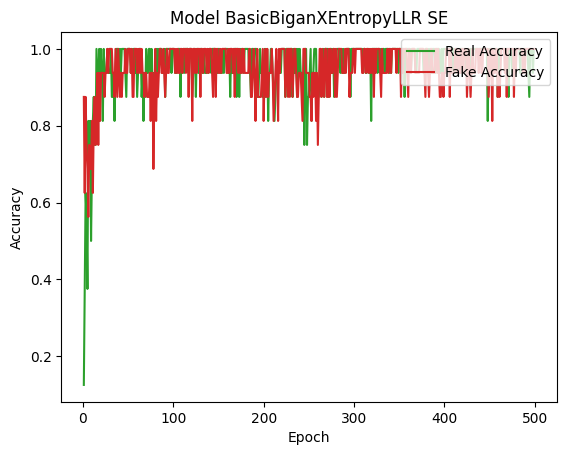 Model BasicBiganXEntropyLLR SE
Real Accuracy
Fake Accuracy
Accuracy
1.0
0.8
0.6
0.4
0.2
0
100
200
300
400
500
Epoch